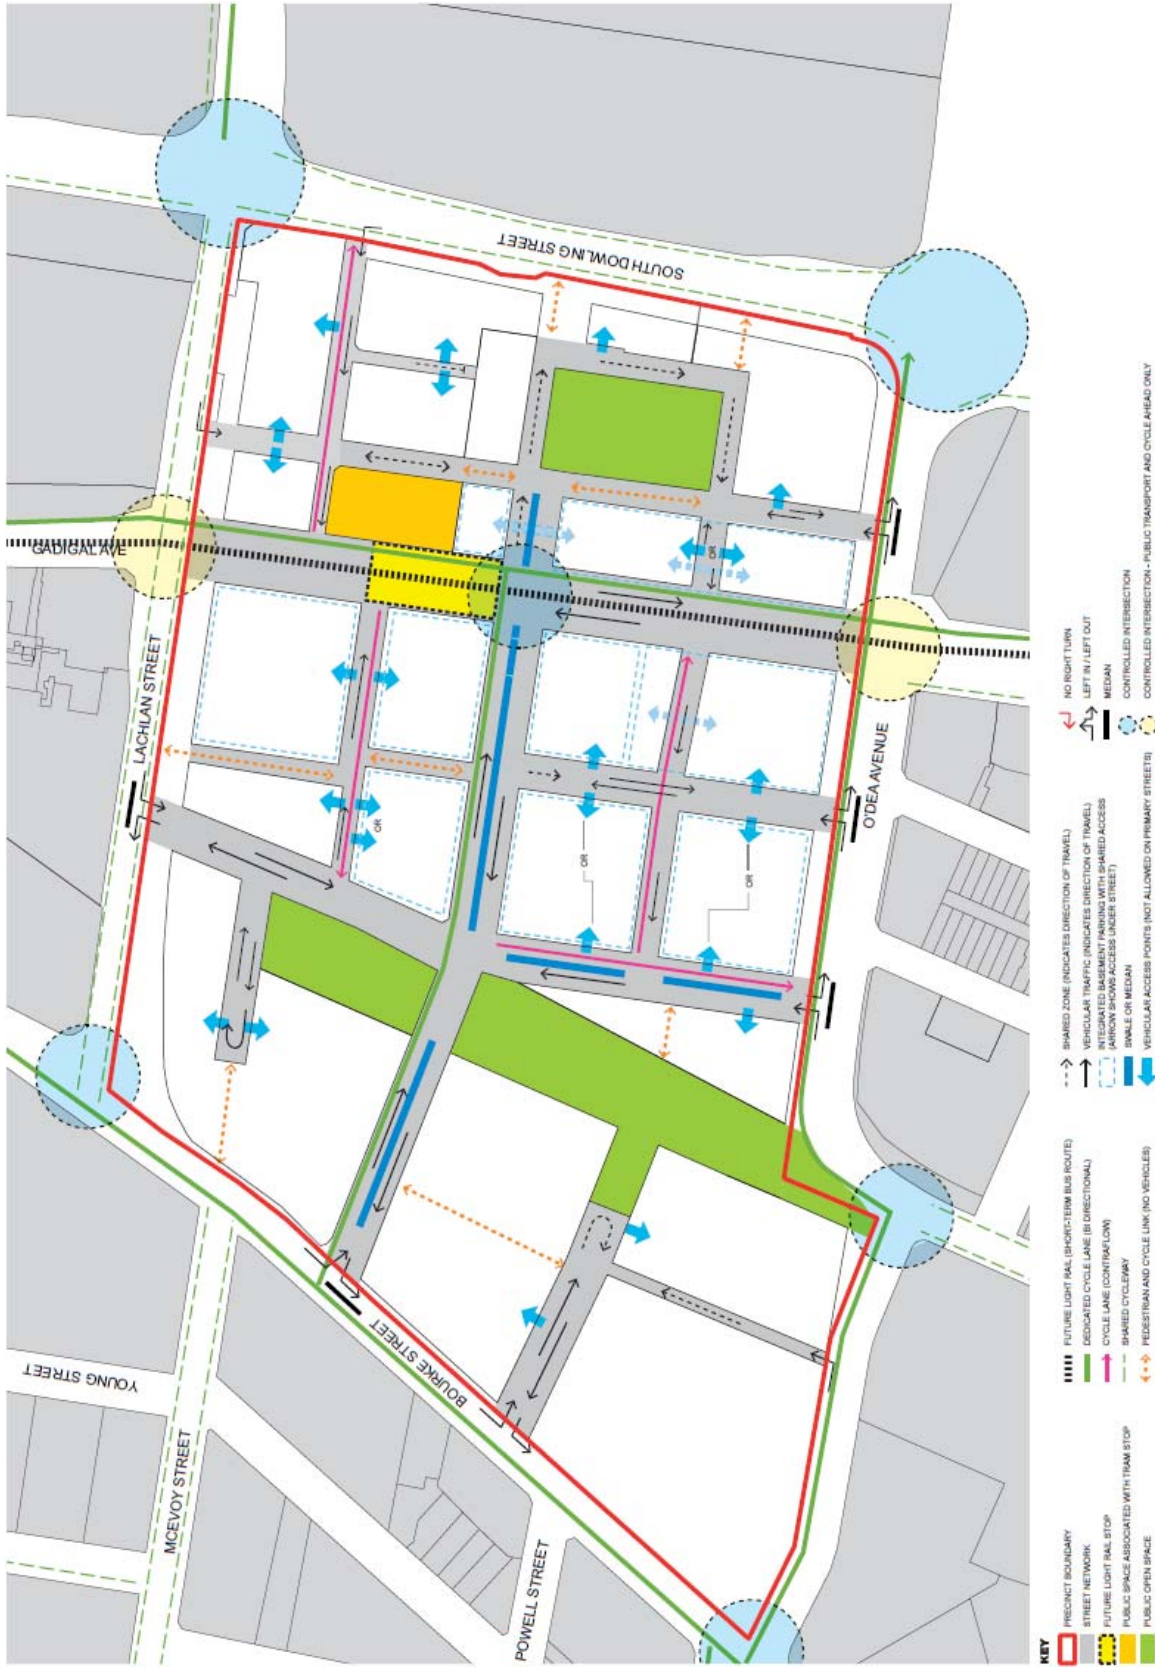 GADIGAL AVE
LACHLAN STREET
SOUTH DOWLING STREET
O'DEA AVENUE
BOURKE STREET
YOUNG STREET
MCEVOY STREET
POWELL STREET
OR
OR
OR
OR
KEY
PRECINCT BOUNDARY
STREET NETWORK
FUTURE LIGHT RAIL STOP
PUBLIC SPACE ASSOCIATED WITH TRAM STOP
PUBLIC OPEN SPACE
FUTURE LIGHT RAIL (SHORT-TERM BUS ROUTE)
DEDICATED CYCLE LANE (BI DIRECTIONAL)
CYCLE LANE (CONTRAFLOW)
SHARED CYCLEWAY
PEDESTRIAN AND CYCLE LINK (NO VEHICLES)
SHARED ZONE (INDICATES DIRECTION OF TRAVEL)
VEHICULAR TRAFFIC (INDICATES DIRECTION OF TRAVEL)
INTEGRATED BASEMENT PARKING WITH SHARED ACCESS
(ARROW SHOWS ACCESS UNDER STREET)
SWALE OR MEDIAN
VEHICULAR ACCESS POINTS (NOT ALLOWED ON PRIMARY STREETS)
NO RIGHT TURN
LEFT IN / LEFT OUT
MEDIAN
CONTROLLED INTERSECTION
CONTROLLED INTERSECTION - PUBLIC TRANSPORT AND CYCLE AHEAD ONLY